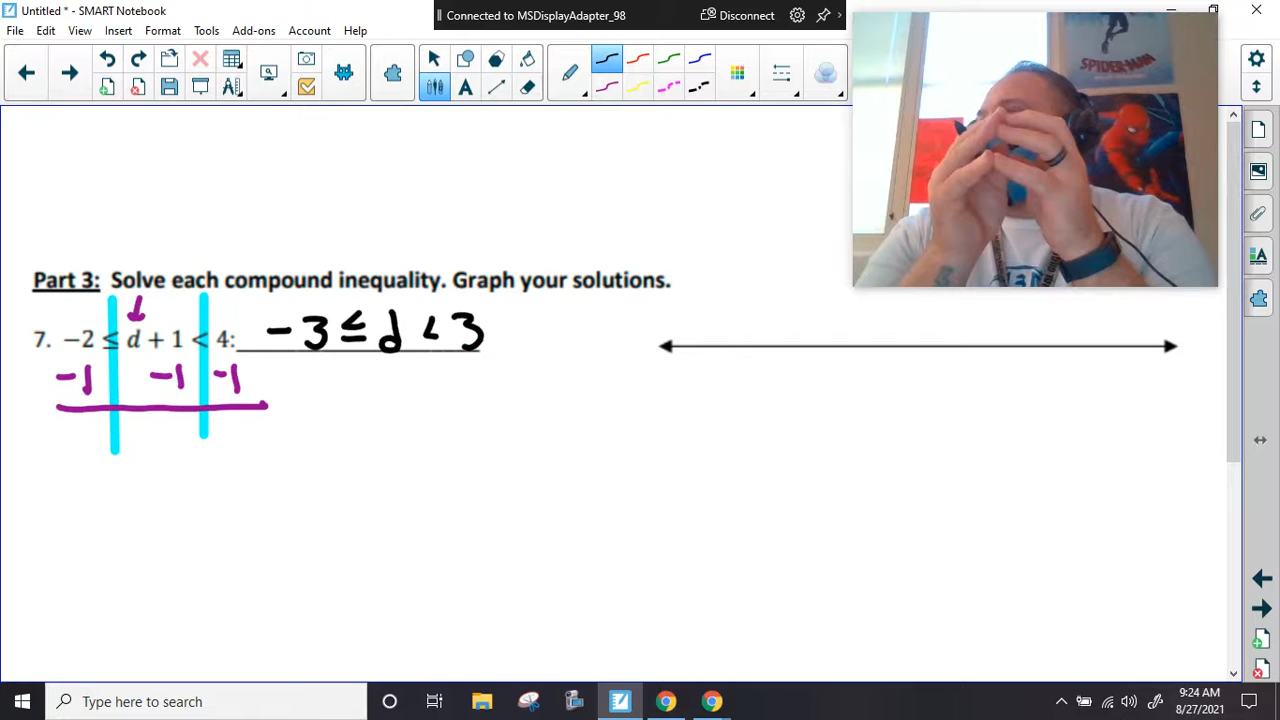 Untitled * - SMART Notebook
Connected to MSDisplayAdapter_98
Disconnect
File Edit View Insert Format Tools Add-ons Account Help
SPIDER-MAN
Part 3: Solve each compound inequality. Graph your solutions.
7. −2 ≤ d + 1 < 4: -3 ≤ d < 3
-1 -1 -1
Type here to search
9:24 AM
8/27/2021